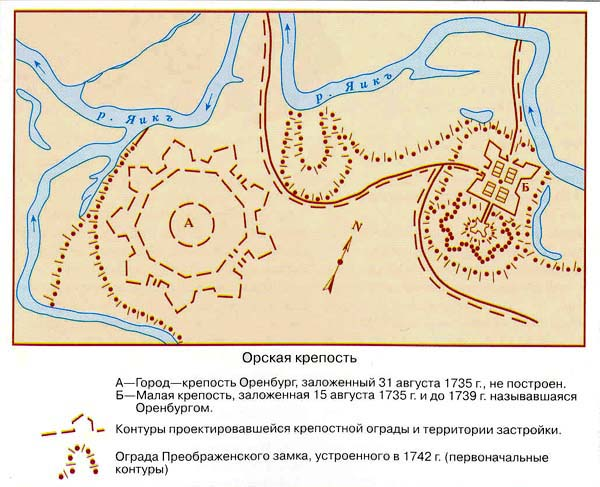 р. Яикъ
р. Яикъ
Б
А
N
Орская крепость
А—Город—крепость Оренбург, заложенный 31 августа 1735 г., не построен.
Б—Малая крепость, заложенная 15 августа 1735 г. и до 1739 г. называвшаяся
Оренбургом.
Контуры проектировавшейся крепостной ограды и территории застройки.
Ограда Преображенского замка, устроенного в 1742 г. (первоначальные
контуры)